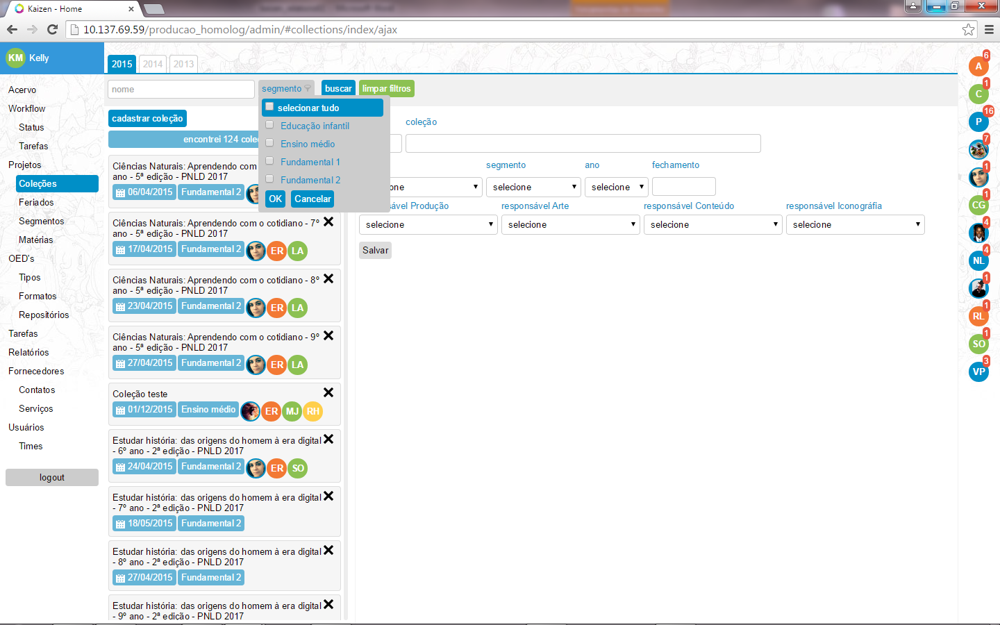 Kaizen - Home
10.137.69.59/producao_homolog/admin/#collections/index/ajax
KM Kelly
Acervo
Workflow
Status
Tarefas
Projetos
Coleções
Feriados
Segmentos
Matérias
OED's
Tipos
Formatos
Repositórios
Tarefas
Relatórios
Fornecedores
Contatos
Serviços
Usuários
Times
logout
2015 2014 2013
nome segmento buscar limpar filtros
selecionar tudo
Educação infantil
Ensino médio
Fundamental 1
Fundamental 2
OK Cancelar
cadastrar coleção
encontrei 124
Ciências Naturais: Aprendendo com
ano - 5ª edição - PNLD 2017
06/04/2015 Fundamental 2
Ciências Naturais: Aprendendo com o cotidiano - 7º
ano - 5ª edição - PNLD 2017
17/04/2015 Fundamental 2 ER LA
Ciências Naturais: Aprendendo com o cotidiano - 8º
ano - 5ª edição - PNLD 2017
23/04/2015 Fundamental 2 ER LA
Ciências Naturais: Aprendendo com o cotidiano - 9º
ano - 5ª edição - PNLD 2017
27/04/2015 Fundamental 2 ER LA
Coleção teste
01/12/2015 Ensino médio ER MJ RH
Estudar história: das origens do homem à era digital
- 6º ano - 2ª edição - PNLD 2017
24/04/2015 Fundamental 2 ER SO
Estudar história: das origens do homem à era digital
- 7º ano - 2ª edição - PNLD 2017
18/05/2015 Fundamental 2
Estudar história: das origens do homem à era digital
- 8º ano - 2ª edição - PNLD 2017
27/04/2015 Fundamental 2
Estudar história: das origens do homem à era digital
- 9º ano - 2ª edição - PNLD 2017
coleção
segmento ano fechamento
selecione selecione
Produção responsável Arte responsável Conteúdo responsável Iconográfia
selecione selecione selecione selecione
Salvar
A 6
C 1
P 16
7
1
CG 1
4
NL 4
1
RL 1
SO 1
VP 3